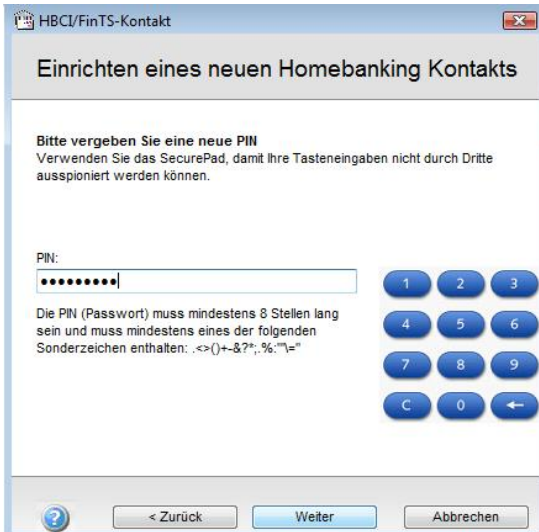 HBCI/FinTS-Kontakt
Einrichten eines neuen Homebanking Kontakts
Bitte vergeben Sie eine neue PIN
Verwenden Sie das SecurePad, damit Ihre Tasteneingaben nicht durch Dritte
ausspioniert werden können.
PIN:
●●●●●●●●●
Die PIN (Passwort) muss mindestens 8 Stellen lang
sein und muss mindestens eines der folgenden
Sonderzeichen enthalten: .<>()+-&?*;.%:'"\="
1 2 3
4 5 6
7 8 9
C 0 ←
?
< Zurück Weiter Abbrechen